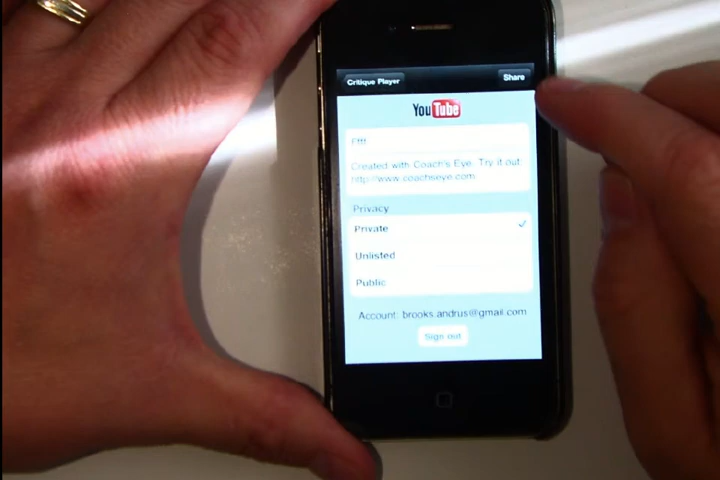 Critique Player
Share
YouTube
Ffff
Created with Coach's Eye. Try it out:
http://www.coachseye.com
Privacy
Private
Unlisted
Public
Account: brooks.andrus@gmail.com
Sign out